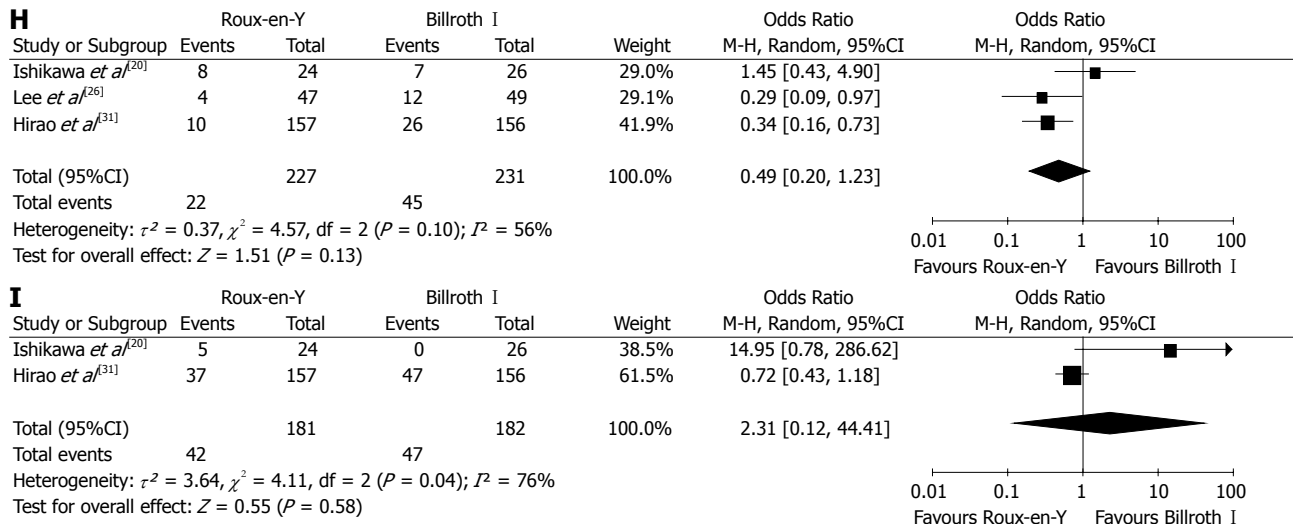 H
Roux-en-Y Billroth Ⅰ Odds Ratio Odds Ratio
Study or Subgroup Events Total Events Total Weight M-H, Random, 95%CI M-H, Random, 95%CI
Ishikawa et al[20] 8 24 7 26 29.0% 1.45 [0.43, 4.90]
Lee et al[26] 4 47 12 49 29.1% 0.29 [0.09, 0.97]
Hirao et al[31] 10 157 26 156 41.9% 0.34 [0.16, 0.73]
Total (95%CI) 227 231 100.0% 0.49 [0.20, 1.23]
Total events 22 45
Heterogeneity: τ² = 0.37, χ² = 4.57, df = 2 (P = 0.10); I² = 56%
Test for overall effect: Z = 1.51 (P = 0.13)
0.01 0.1 1 10 100
Favours Roux-en-Y Favours Billroth Ⅰ
I
Roux-en-Y Billroth Ⅰ Odds Ratio Odds Ratio
Study or Subgroup Events Total Events Total Weight M-H, Random, 95%CI M-H, Random, 95%CI
Ishikawa et al[20] 5 24 0 26 38.5% 14.95 [0.78, 286.62]
Hirao et al[31] 37 157 47 156 61.5% 0.72 [0.43, 1.18]
Total (95%CI) 181 182 100.0% 2.31 [0.12, 44.41]
Total events 42 47
Heterogeneity: τ² = 3.64, χ² = 4.11, df = 2 (P = 0.04); I² = 76%
Test for overall effect: Z = 0.55 (P = 0.58)
0.01 0.1 1 10 100
Favours Roux-en-Y Favours Billroth Ⅰ